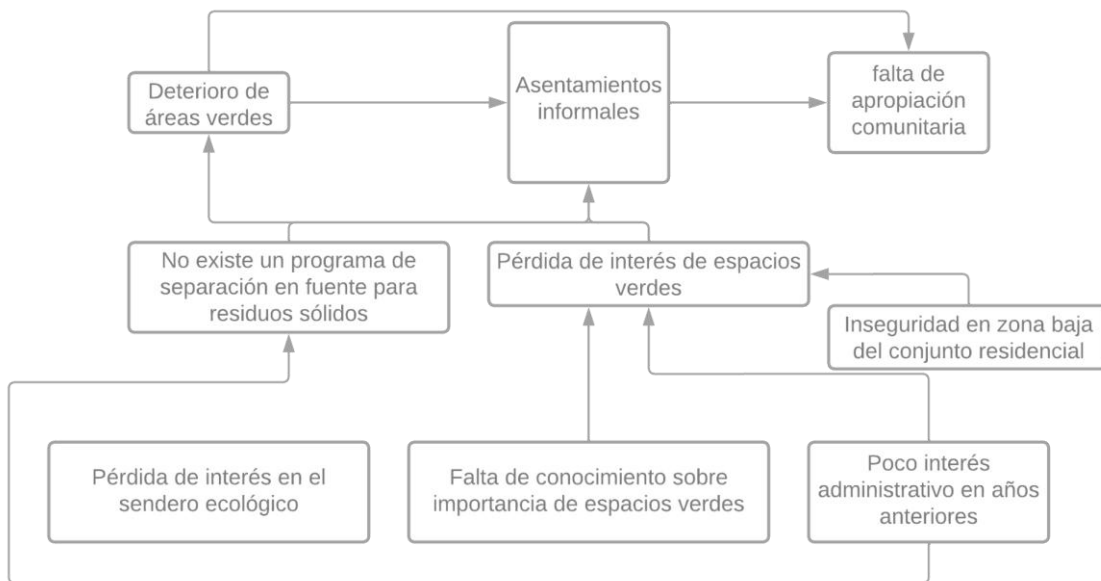 Deterioro de
áreas verdes
Asentamientos
informales
falta de
apropiación
comunitaria
No existe un programa de
separación en fuente para
residuos sólidos
Pérdida de interés de espacios
verdes
Inseguridad en zona baja
del conjunto residencial
Pérdida de interés en el
sendero ecológico
Falta de conocimiento sobre
importancia de espacios verdes
Poco interés
administrativo en años
anteriores